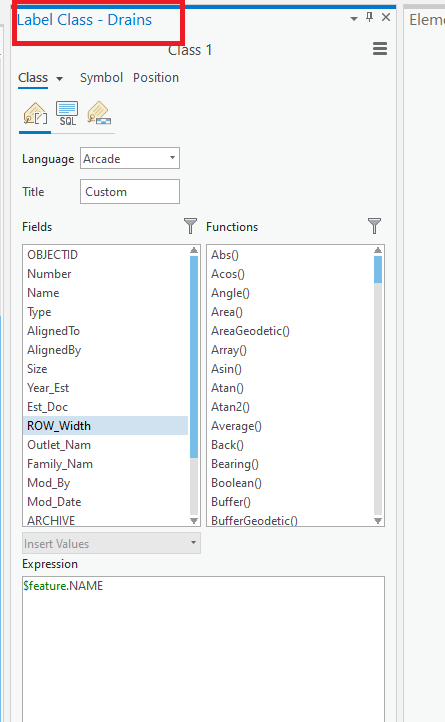 Label Class - Drains
Eleme
Class 1
Class Symbol Position
SQL
Language Arcade
Title Custom
Fields Functions
OBJECTID
Number
Name
Type
AlignedTo
AlignedBy
Size
Year_Est
Est_Doc
ROW_Width
Outlet_Nam
Family_Nam
Mod_By
Mod_Date
ARCHIVE
Abs()
Acos()
Angle()
Area()
AreaGeodetic()
Array()
Asin()
Atan()
Atan2()
Average()
Back()
Bearing()
Boolean()
Buffer()
BufferGeodetic()
Insert Values
Expression
$feature.NAME